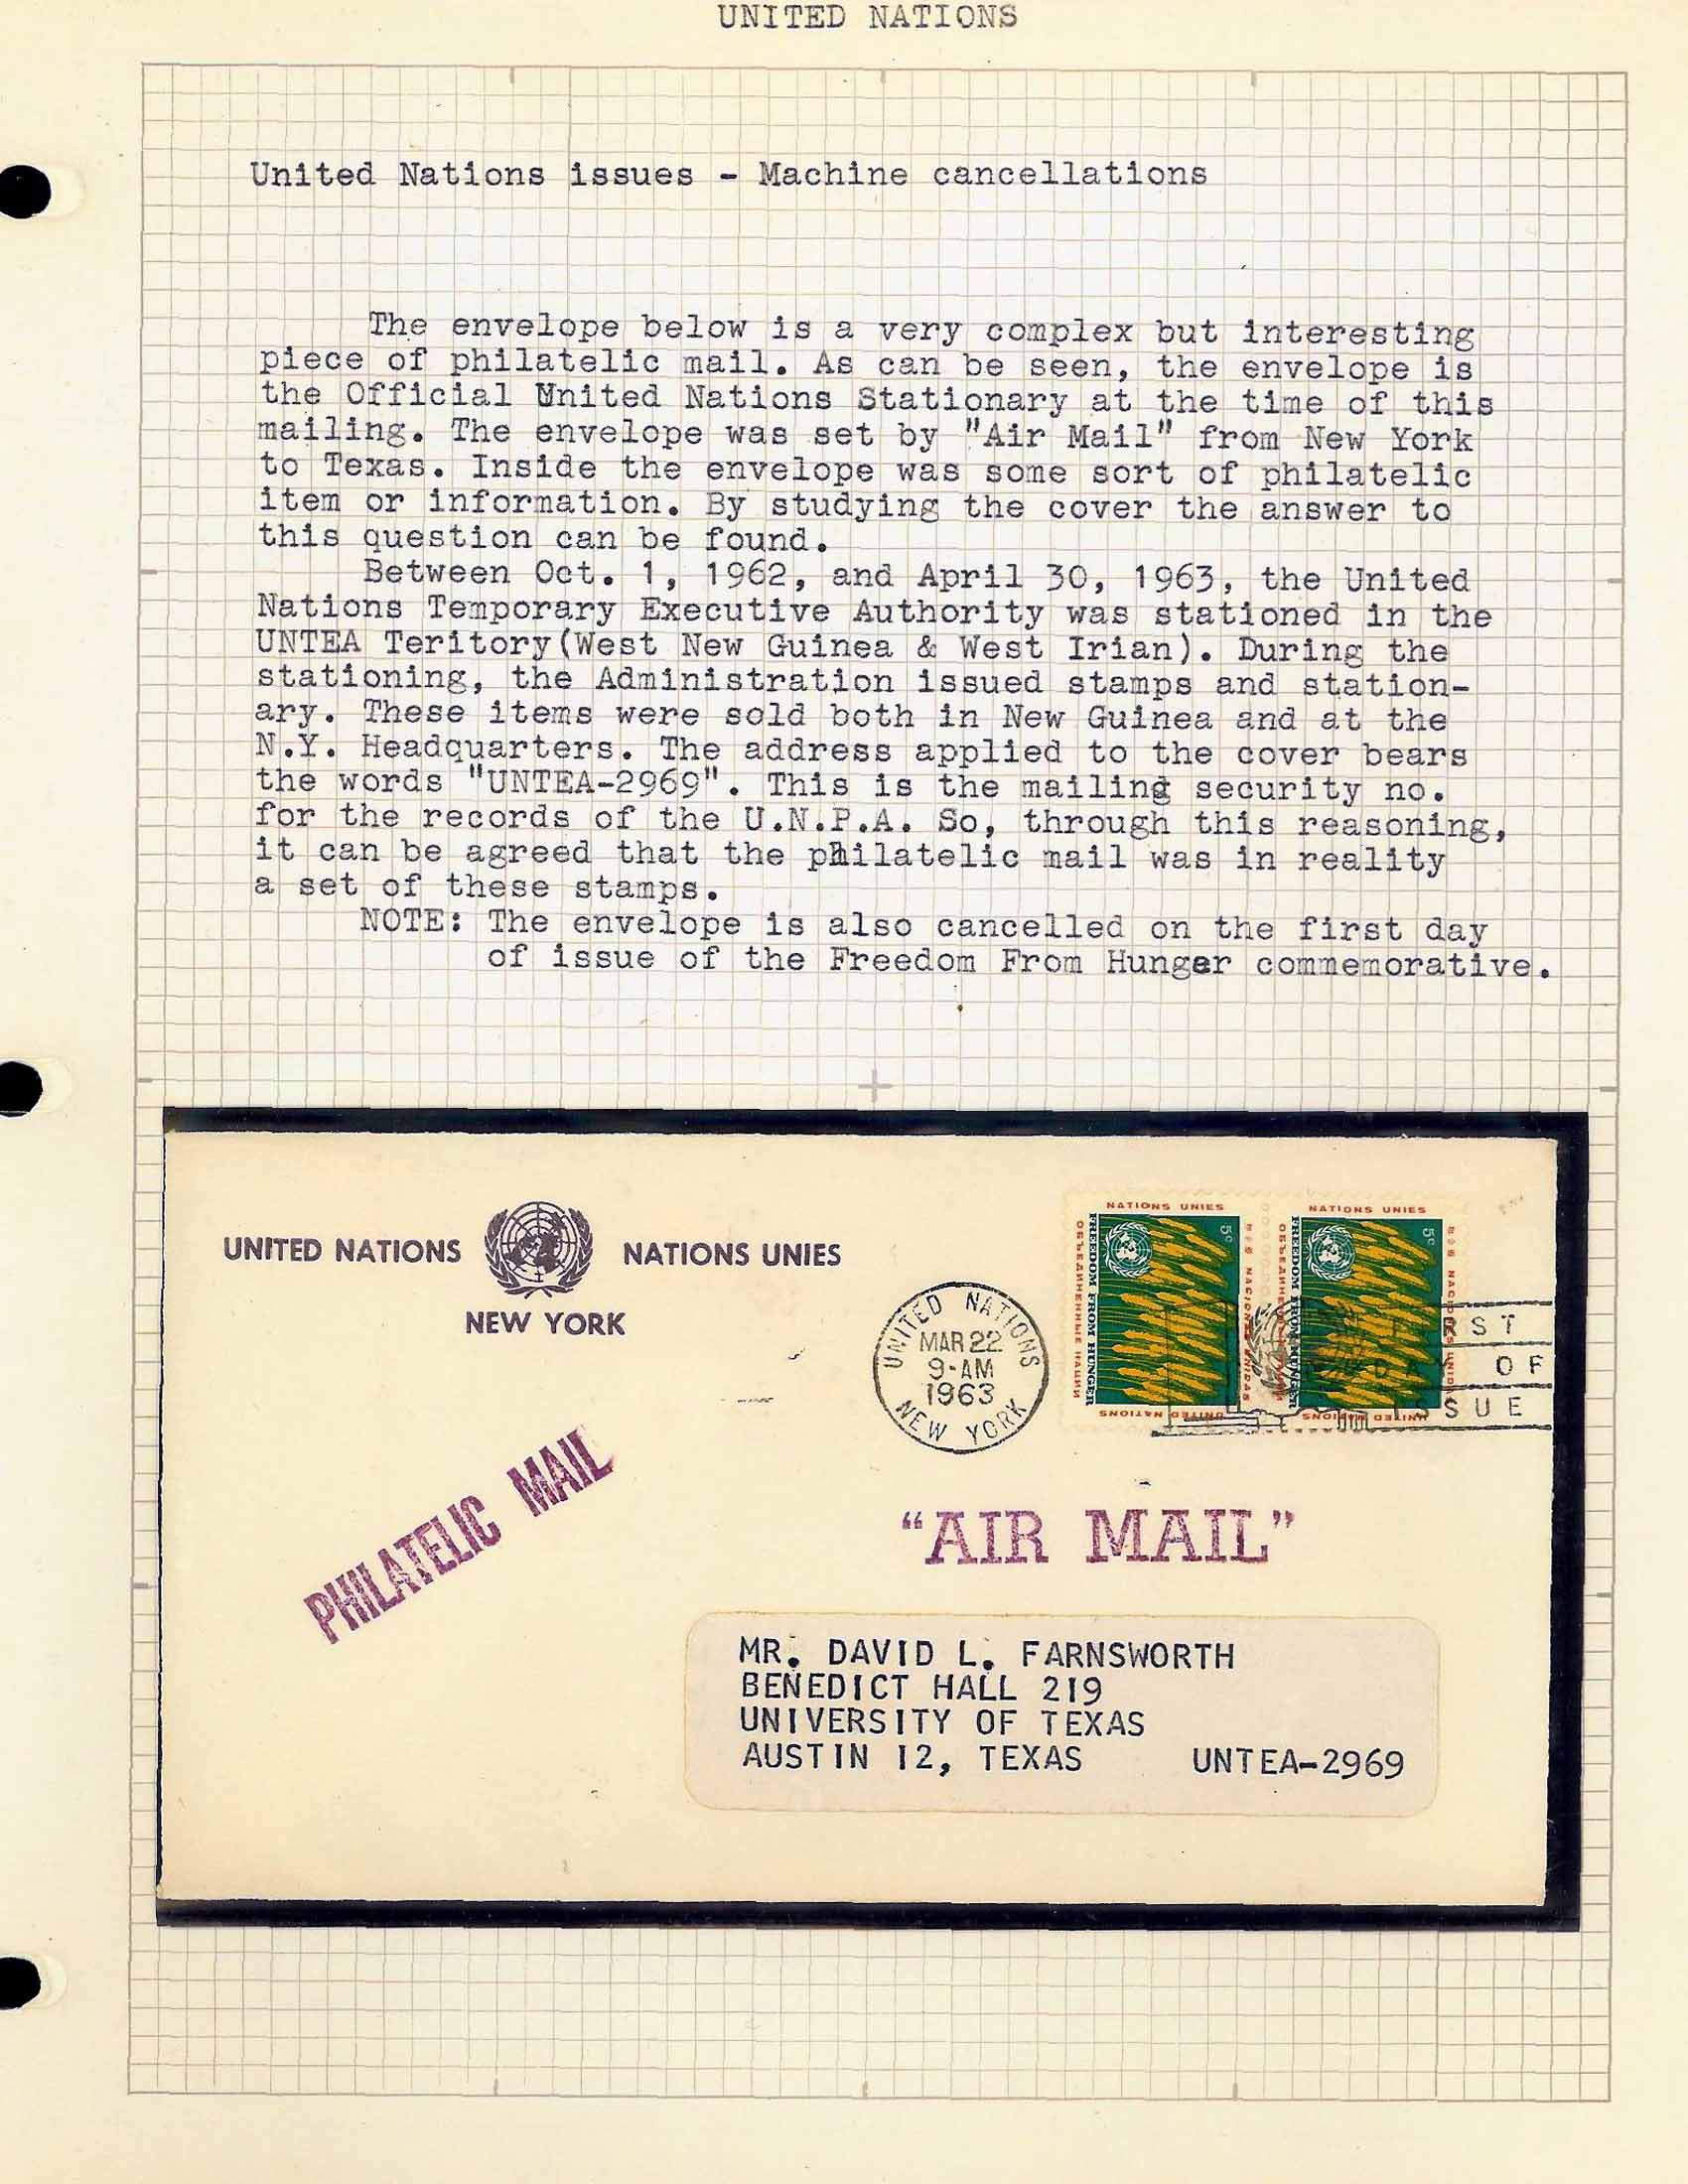 UNITED NATIONS
United Nations issues - Machine cancellations
The envelope below is a very complex but interesting
piece of philatelic mail. As can be seen, the envelope is
the Official United Nations Stationary at the time of this
mailing. The envelope was set by "Air Mail" from New York
to Texas. Inside the envelope was some sort of philatelic
item or information. By studying the cover the answer to
this question can be found.
Between Oct. 1, 1962, and April 30, 1963, the United
Nations Temporary Executive Authority was stationed in the
UNTEA Teritory(West New Guinea & West Irian). During the
stationing, the Administration issued stamps and station-
ary. These items were sold both in New Guinea and at the
N.Y. Headquarters. The address applied to the cover bears
the words "UNTEA-2969". This is the mailing security no.
for the records of the U.N.P.A. So, through this reasoning,
it can be agreed that the philatelic mail was in reality
a set of these stamps.
NOTE: The envelope is also cancelled on the first day
of issue of the Freedom From Hunger commemorative.
UNITED NATIONS NATIONS UNIES
NEW YORK
UNITED NATIONS
MAR 22
9-AM
1963
NEW YORK
NATIONS UNIES
5c
FREEDOM FROM HUNGER
ОБЪЕДИНЕННЫЕ НАЦИИ
NACIONES UNIDAS
UNITED NATIONS
NATIONS UNIES
5c
FREEDOM FROM HUNGER
NACIONES UNIDAS
UNITED NATIONS
FIRST
DAY OF
ISSUE
PHILATELIC MAIL
"AIR MAIL"
MR. DAVID L. FARNSWORTH
BENEDICT HALL 219
UNIVERSITY OF TEXAS
AUSTIN 12, TEXAS UNTEA-2969